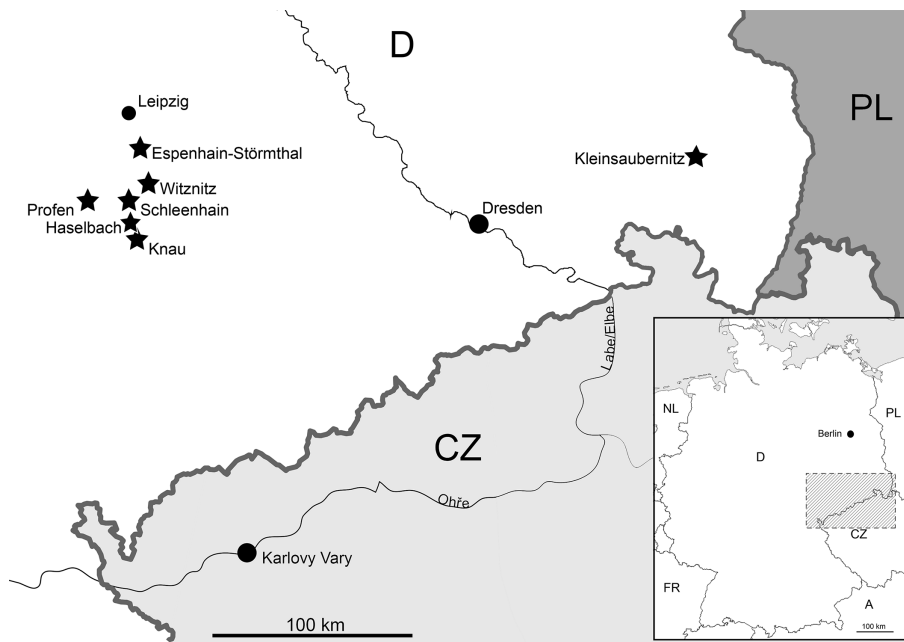 D
PL
Leipzig
Espenhain-Störmthal
Kleinsaubernitz
Witznitz
Profen
Schleenhain
Haselbach
Dresden
Knau
Labe/Elbe
CZ
Ohře
Karlovy Vary
100 km
NL
PL
Berlin
D
CZ
FR
A
100 km